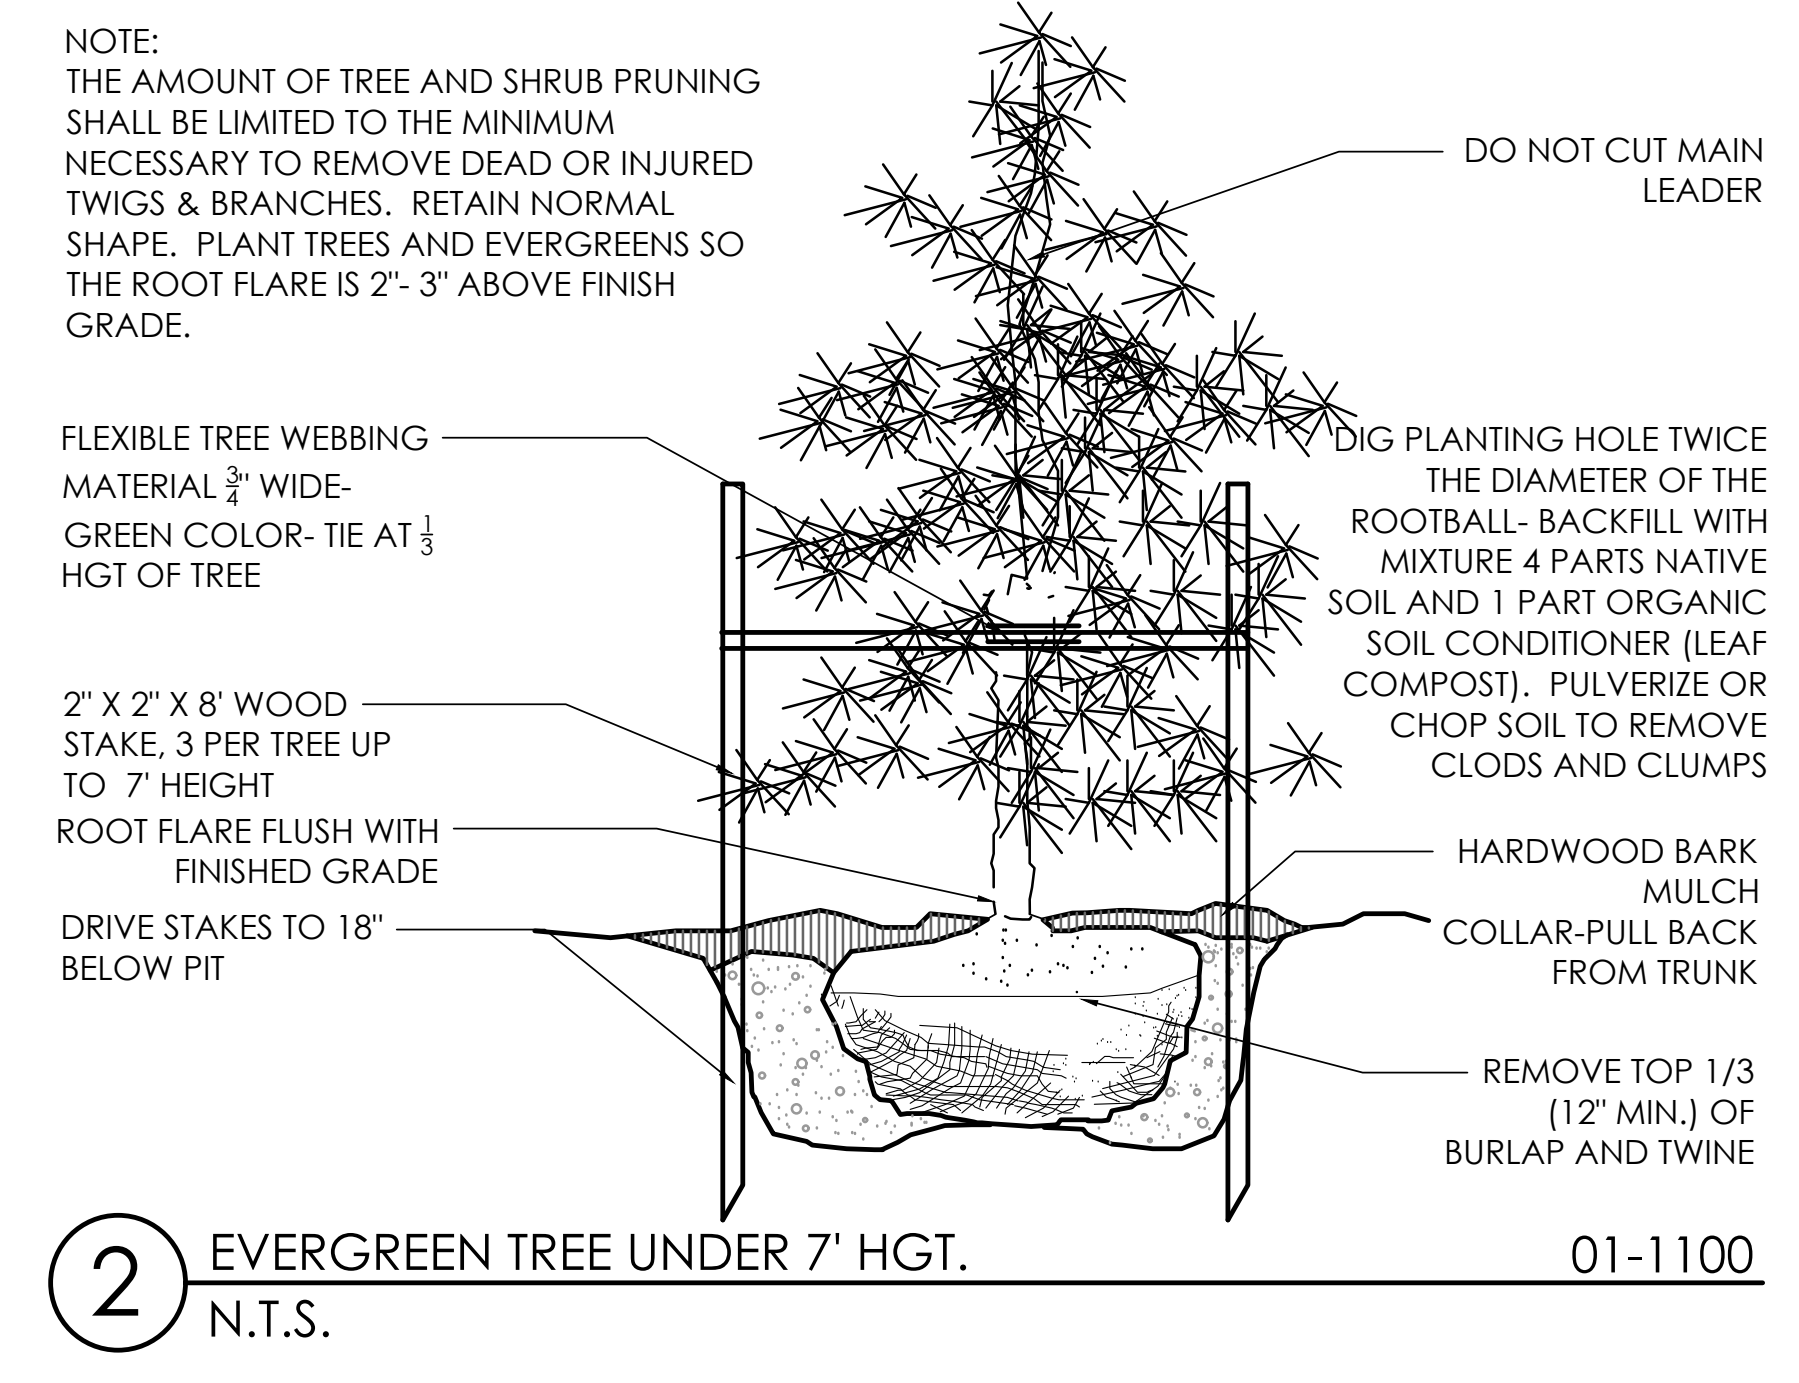 NOTE:
THE AMOUNT OF TREE AND SHRUB PRUNING
SHALL BE LIMITED TO THE MINIMUM
NECESSARY TO REMOVE DEAD OR INJURED
TWIGS & BRANCHES.  RETAIN NORMAL
SHAPE.  PLANT TREES AND EVERGREENS SO
THE ROOT FLARE IS 2"- 3" ABOVE FINISH
GRADE.
FLEXIBLE TREE WEBBING
MATERIAL 3/4" WIDE-
GREEN COLOR- TIE AT 1/3
HGT OF TREE
2" X 2" X 8' WOOD
STAKE, 3 PER TREE UP
TO  7' HEIGHT
ROOT FLARE FLUSH WITH
FINISHED GRADE
DRIVE STAKES TO 18"
BELOW PIT
DO NOT CUT MAIN
LEADER
DIG PLANTING HOLE TWICE
THE DIAMETER OF THE
ROOTBALL- BACKFILL WITH
MIXTURE 4 PARTS NATIVE
SOIL AND 1 PART ORGANIC
SOIL CONDITIONER (LEAF
COMPOST).  PULVERIZE OR
CHOP SOIL TO REMOVE
CLODS AND CLUMPS
HARDWOOD BARK
MULCH
COLLAR-PULL BACK
FROM TRUNK
REMOVE TOP 1/3
(12" MIN.) OF
BURLAP AND TWINE
2
EVERGREEN TREE UNDER 7' HGT.
01-1100
N.T.S.